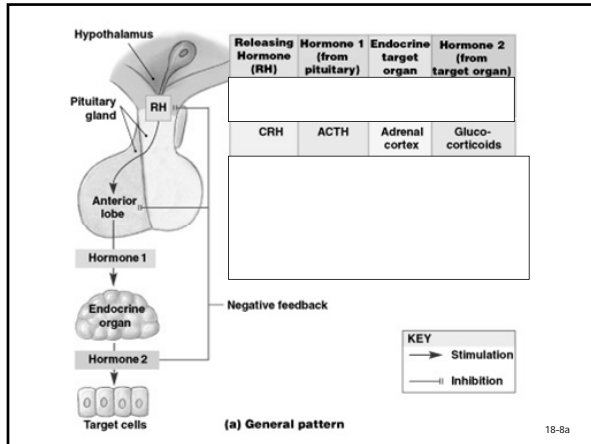 Hypothalamus
Pituitary
gland
RH
Anterior
lobe
Hormone 1
Endocrine
organ
Hormone 2
Target cells
Negative feedback
Releasing
Hormone
(RH)
Hormone 1
(from
pituitary)
Endocrine
target
organ
Hormone 2
(from
target organ)
CRH
ACTH
Adrenal
cortex
Gluco-
corticoids
KEY
Stimulation
Inhibition
(a) General pattern
18-8a